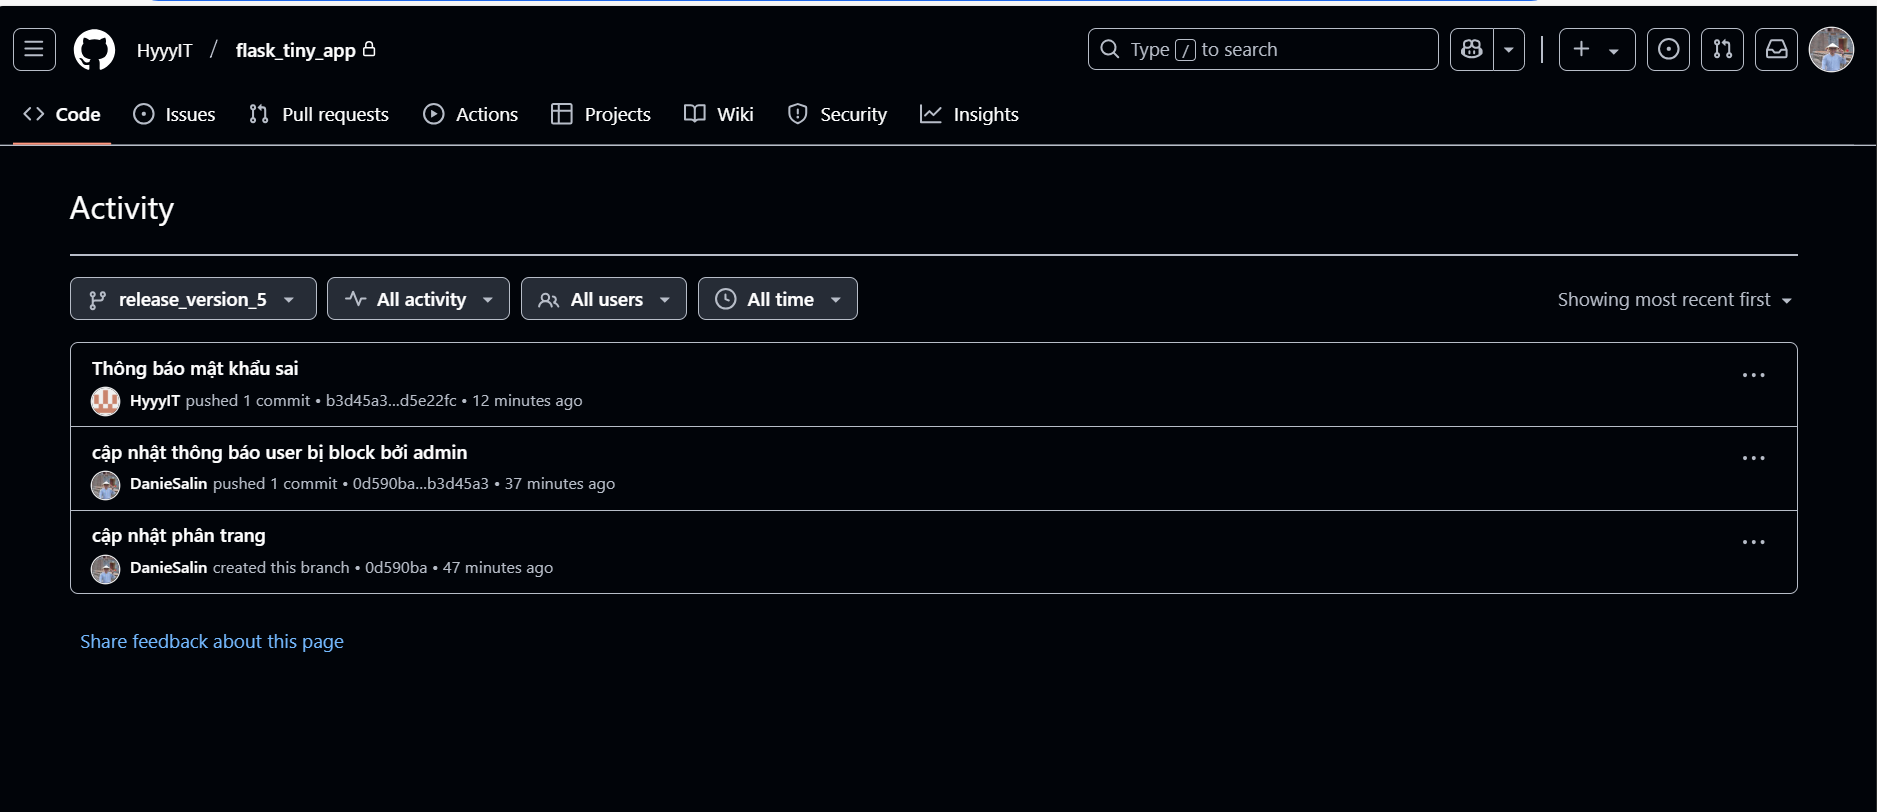 HyyyIT / flask_tiny_app
Type / to search
Code Issues Pull requests Actions Projects Wiki Security Insights
Activity
release_version_5 All activity All users All time Showing most recent first
Thông báo mật khẩu sai
HyyyIT pushed 1 commit • b3d45a3...d5e22fc • 12 minutes ago
cập nhật thông báo user bị block bởi admin
DanieSalin pushed 1 commit • 0d590ba...b3d45a3 • 37 minutes ago
cập nhật phân trang
DanieSalin created this branch • 0d590ba • 47 minutes ago
Share feedback about this page